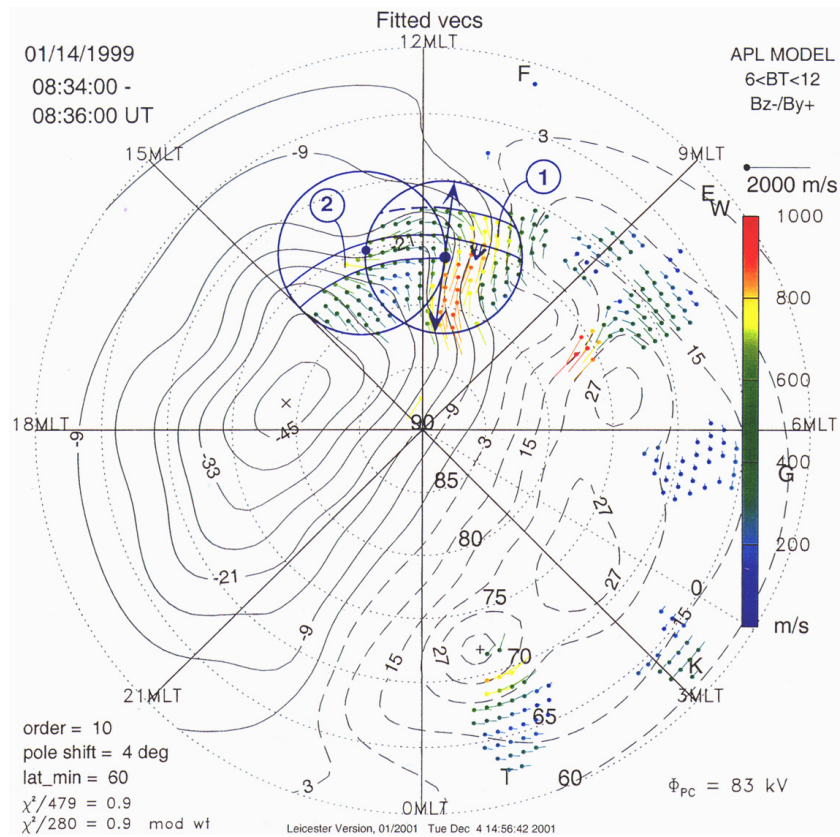 Fitted vecs
12MLT
01/14/1999
08:34:00 -
08:36:00 UT
APL MODEL
6<BT<12
Bz-/By+
F
3
15MLT
-9
9MLT
2000 m/s
1
2
E
W
1000
-21
800
15
600
27
-9
-45
90
18MLT
-9
6MLT
3
15
-33
400
G
85
27
80
200
-21
27
75
0
15
m/s
-9
15
27
70
K
21MLT
3MLT
65
order = 10
pole shift = 4 deg
lat_min = 60
T
60
3
Φ_PC = 83 kV
χ²/479 = 0.9
χ²/280 = 0.9 mod wt
0MLT
Leicester Version, 01/2001 Tue Dec 4 14:56:42 2001